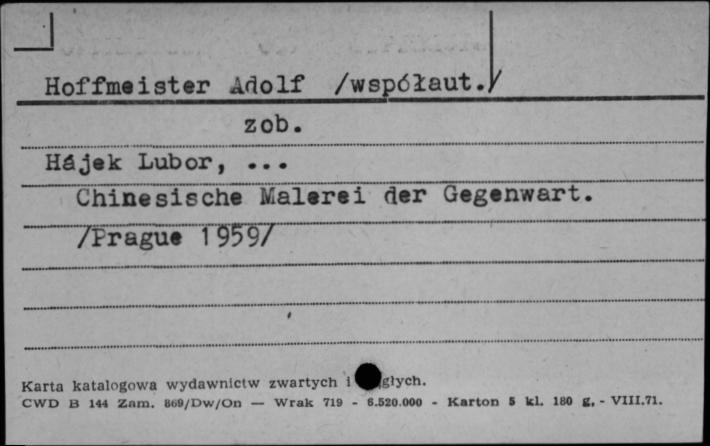 Hoffmeister Adolf /współaut./
zob.
Hájek Lubor, ...
Chinesische Malerei der Gegenwart.
/Prague 1959/
Karta katalogowa wydawnictw zwartych i głych.
CWD B 144 Zam. 869/Dw/On — Wrak 719 - 6.520.000 - Karton 5 kl. 180 g. - VIII.71.